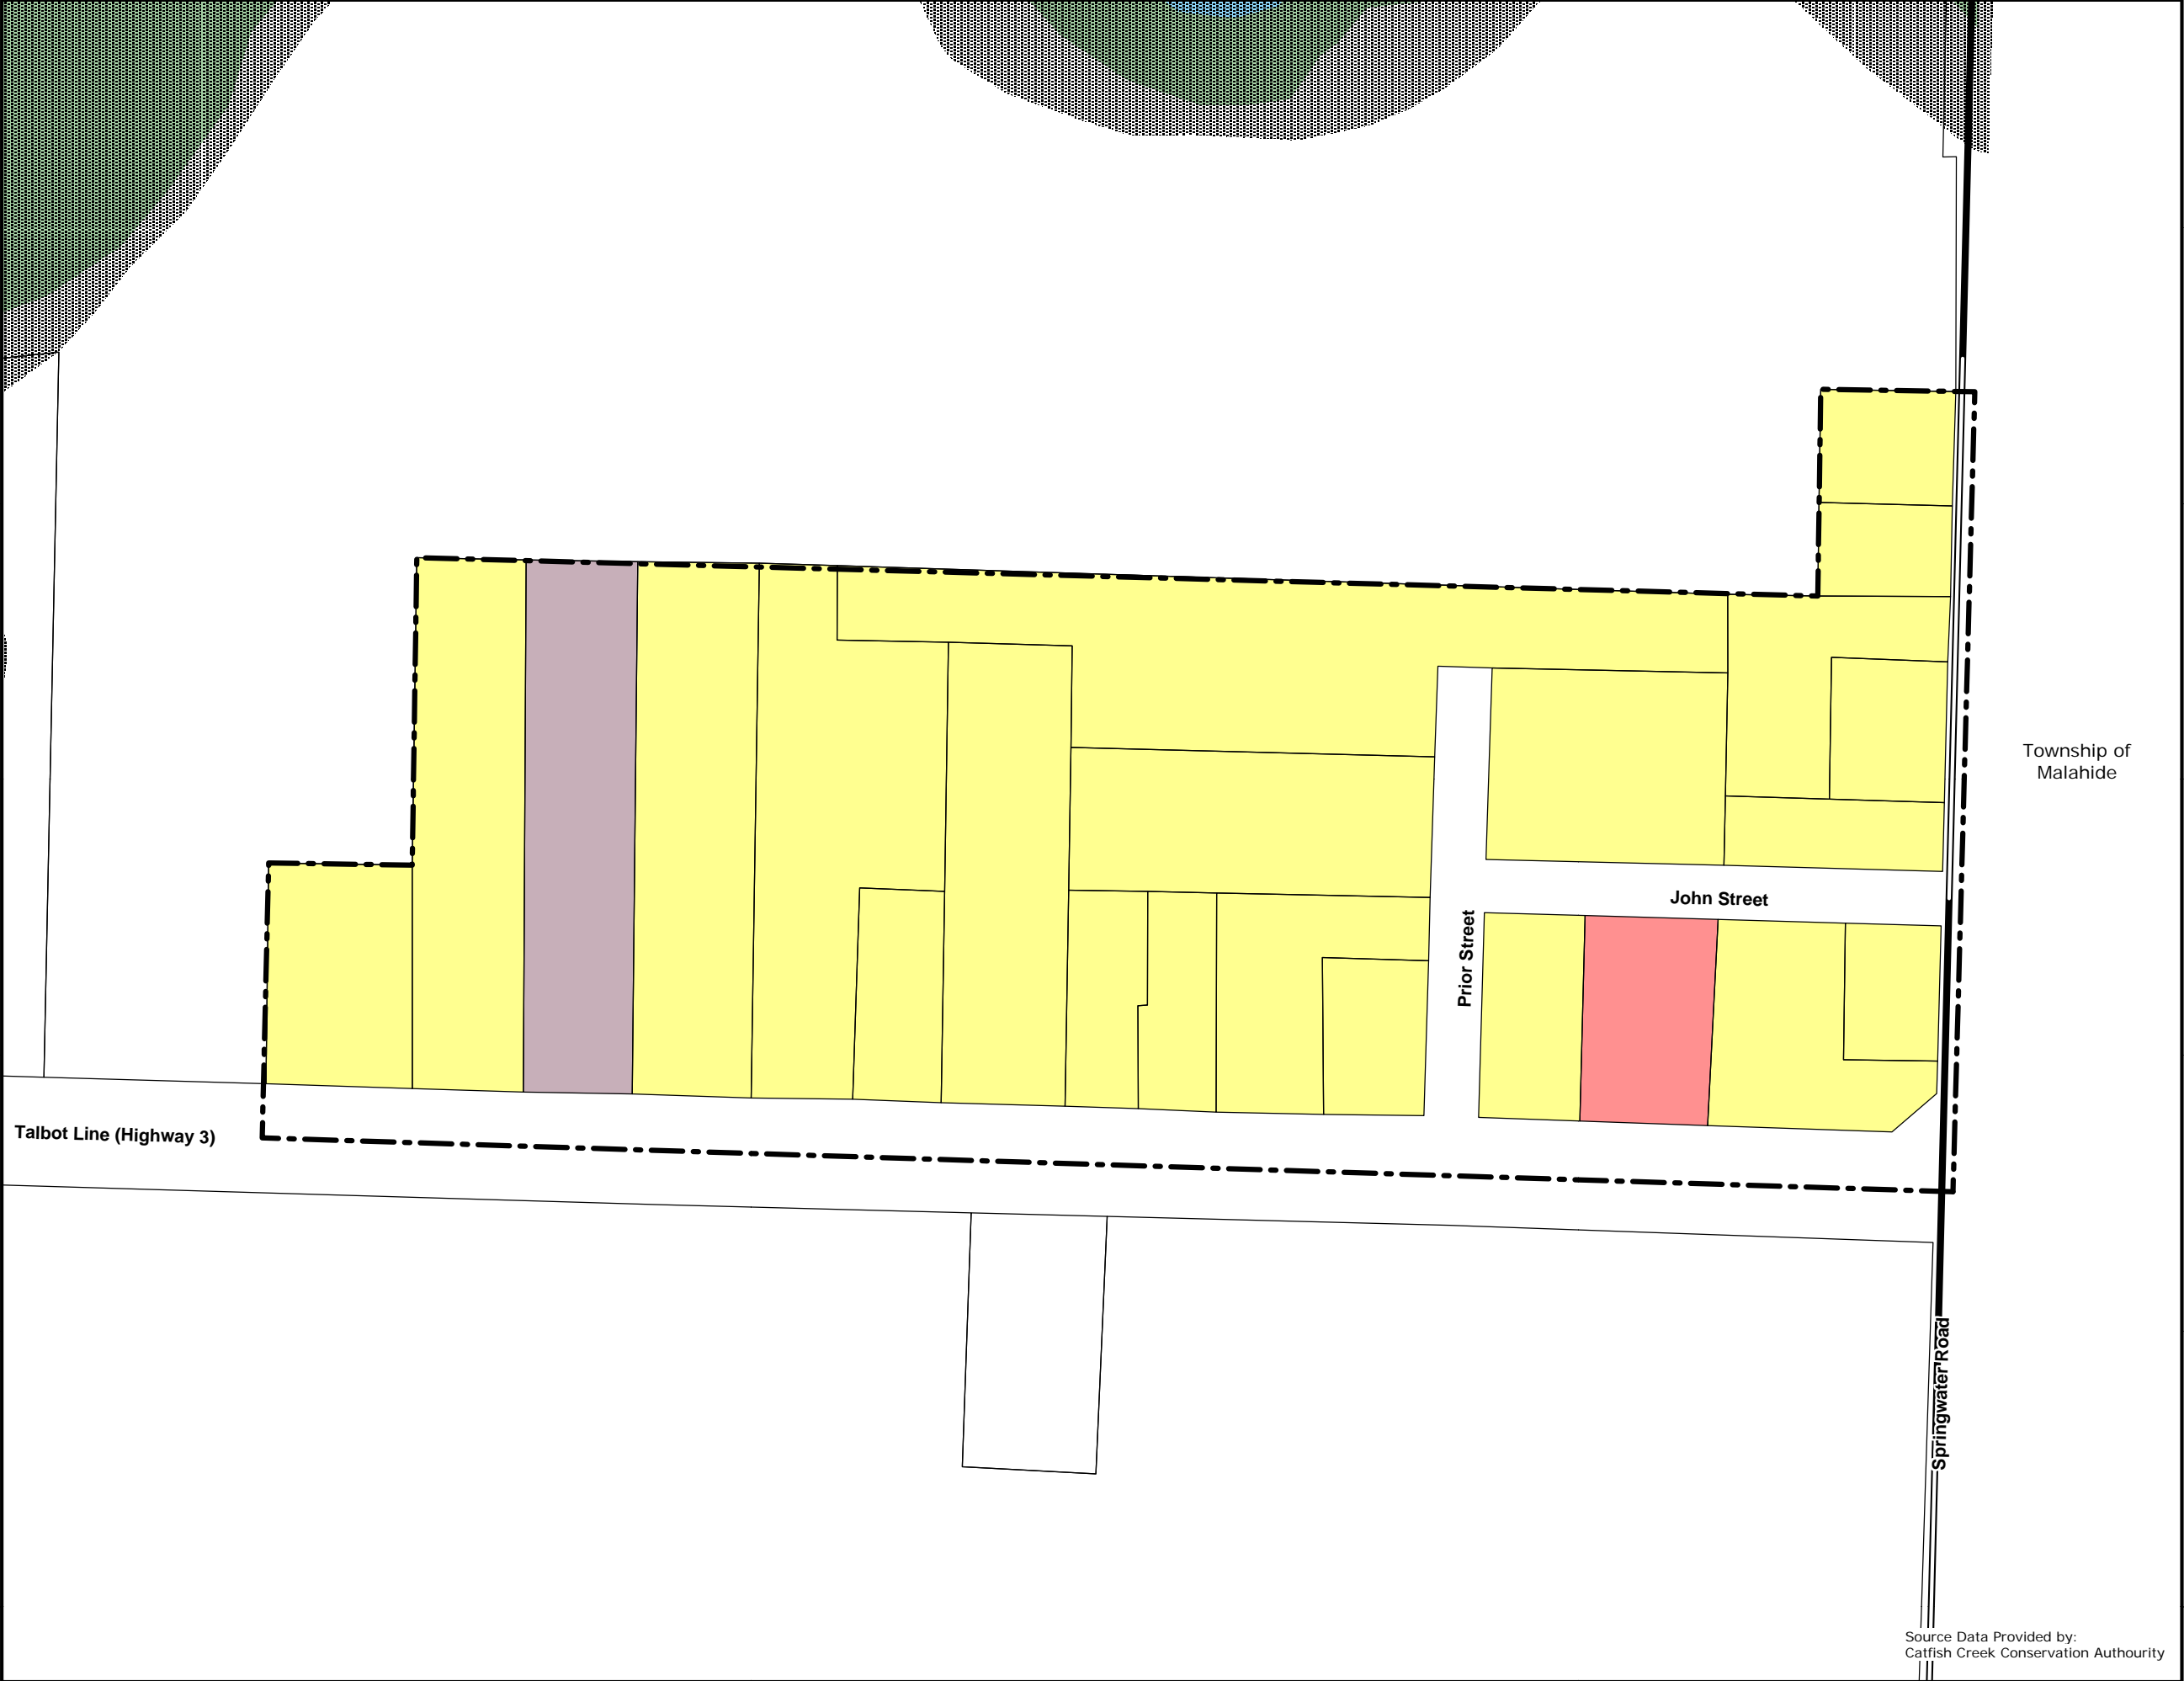 Township of
Malahide
John Street
Prior Street
Talbot Line (Highway 3)
Springwater Road
Source Data Provided by:
Catfish Creek Conservation Authourity